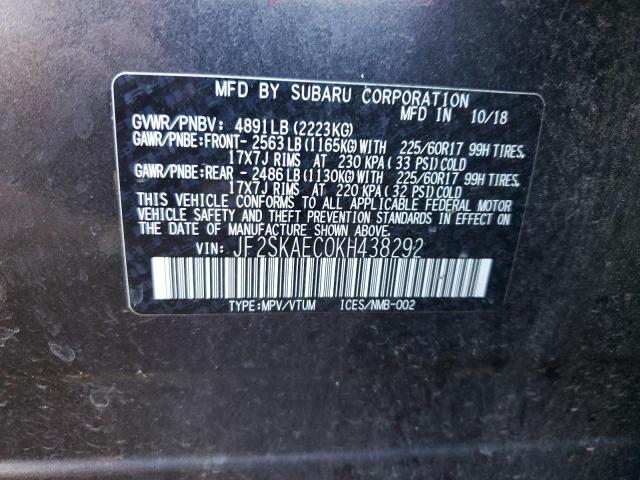 MFD BY SUBARU CORPORATION
MFD IN 10/18
GVWR/PNBV: 4891LB(2223KG)
GAWR/PNBE:FRONT-2563LB(1165KG)WITH 225/60R17 99H TIRES,
17X7J RIMS AT 230 KPA(33 PSI)COLD
GAWR/PNBE:REAR -2486LB(1130KG)WITH 225/60R17 99H TIRES,
17X7J RIMS AT 220 KPA(32 PSI)COLD
THIS VEHICLE CONFORMS TO ALL APPLICABLE FEDERAL MOTOR
VEHICLE SAFETY AND THEFT PREVENTION STANDARDS IN EFFECT ON
THE DATE OF MANUFACTURE SHOWN ABOVE.
VIN: JF2SKAEC0KH438292
TYPE:MPV/VTUM ICES/NMB-002